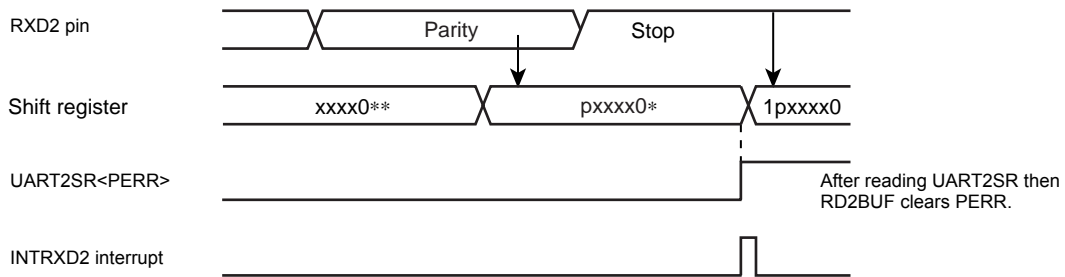 RXD2 pin
Parity
Stop
Shift register
xxxx0**
pxxxx0*
1pxxxx0
UART2SR<PERR>
After reading UART2SR then
RD2BUF clears PERR.
INTRXD2 interrupt